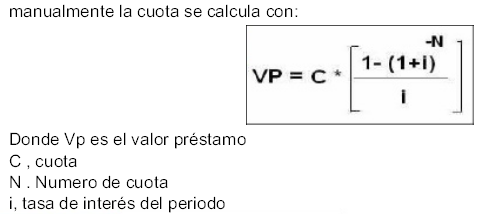 manualmente la cuota se calcula con:
VP = C * [ 1- (1+i)^-N / i ]
Donde Vp es el valor préstamo
C , cuota
N . Numero de cuota
i, tasa de interés del periodo